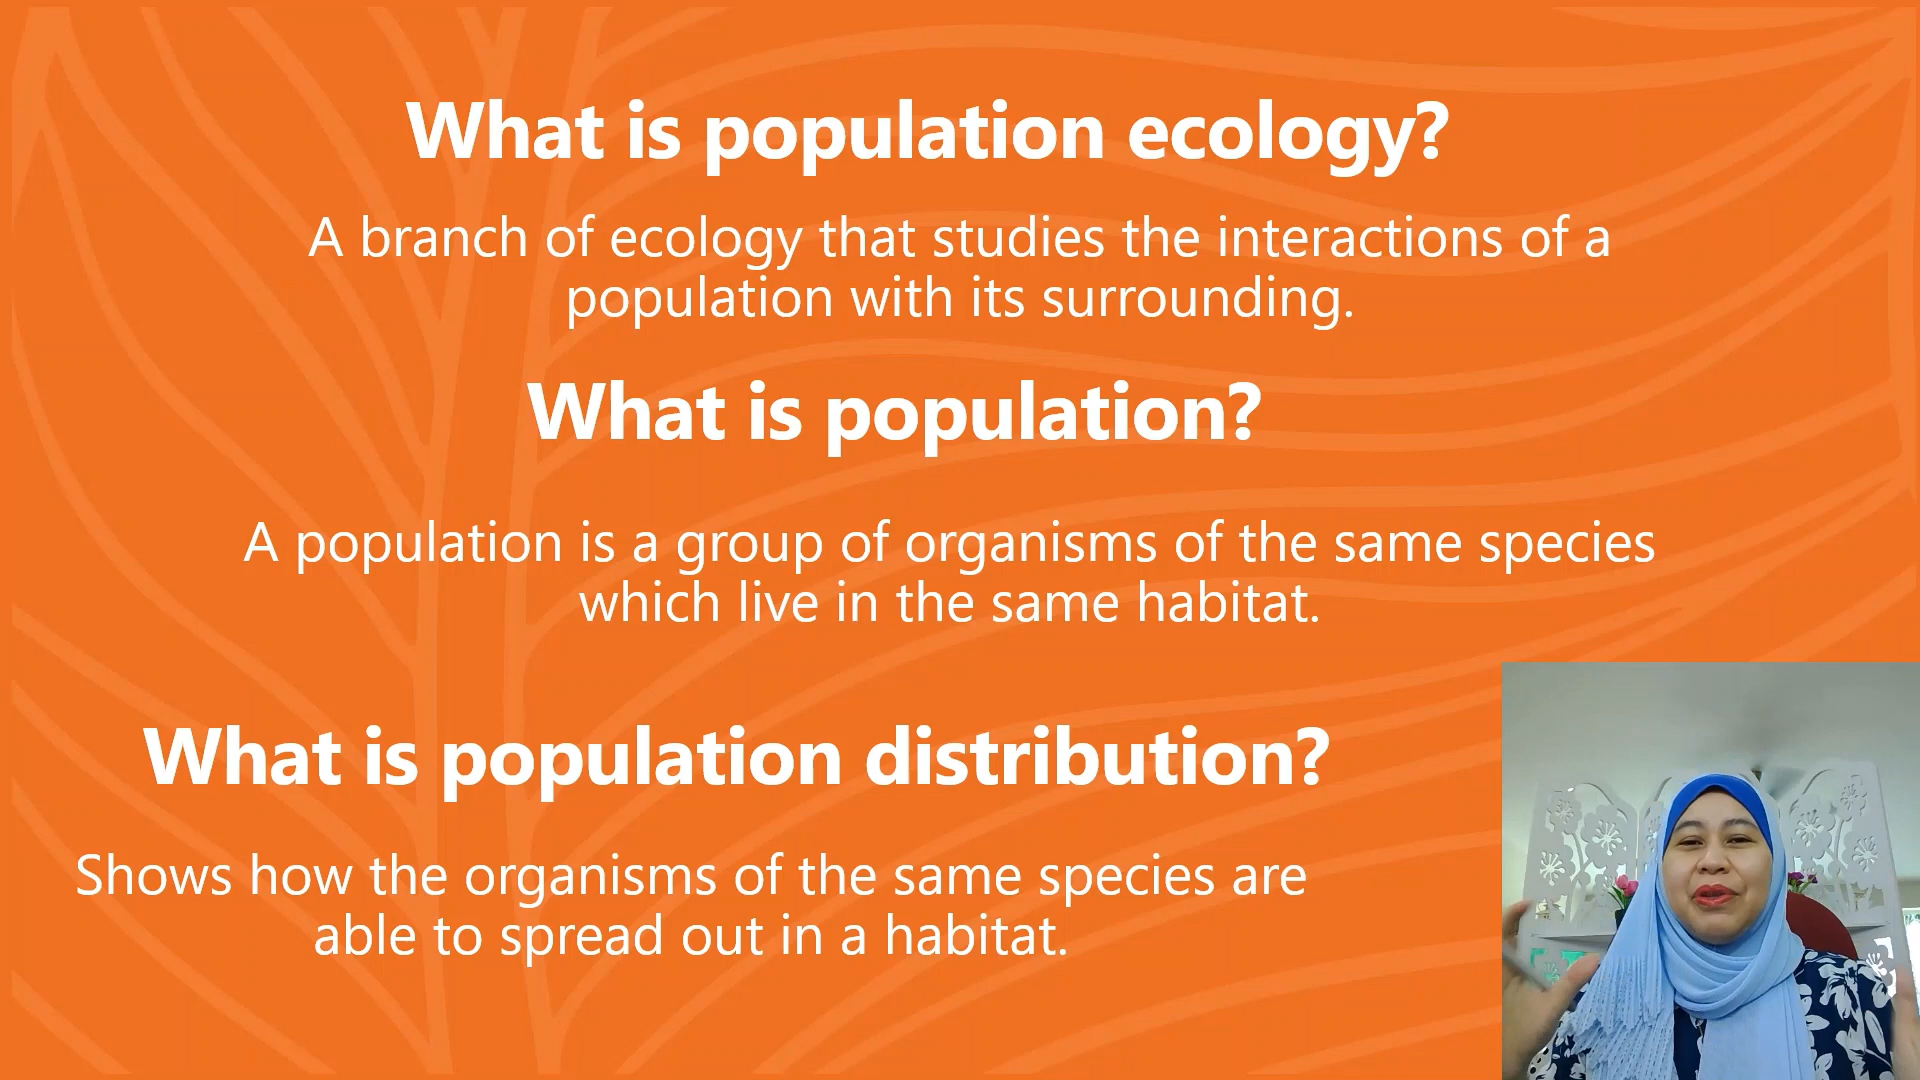 What is population ecology?
A branch of ecology that studies the interactions of a
population with its surrounding.
What is population?
A population is a group of organisms of the same species
which live in the same habitat.
What is population distribution?
Shows how the organisms of the same species are
able to spread out in a habitat.